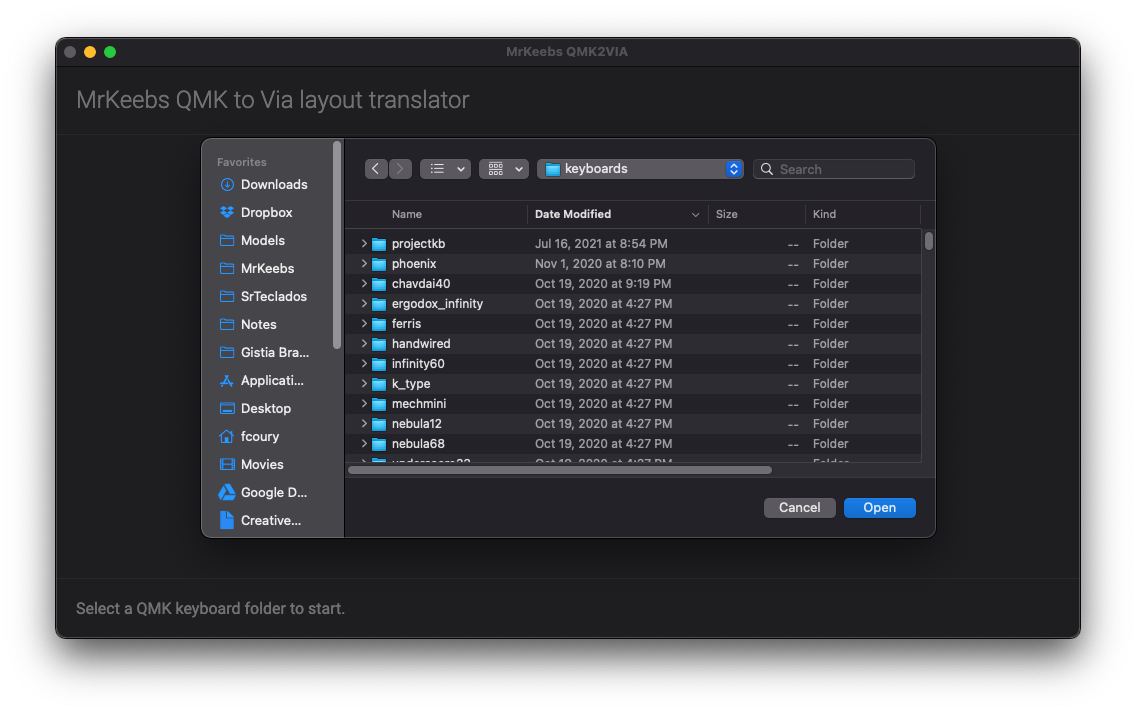 MrKeebs QMK2VIA
MrKeebs QMK to Via layout translator
Favorites
Downloads
Dropbox
Models
MrKeebs
SrTeclados
Notes
Gistia Bra...
Applicati...
Desktop
fcoury
Movies
Google D...
Creative...
keyboards
Search
Name Date Modified Size Kind
projectkb Jul 16, 2021 at 8:54 PM -- Folder
phoenix Nov 1, 2020 at 8:10 PM -- Folder
chavdai40 Oct 19, 2020 at 9:19 PM -- Folder
ergodox_infinity Oct 19, 2020 at 4:27 PM -- Folder
ferris Oct 19, 2020 at 4:27 PM -- Folder
handwired Oct 19, 2020 at 4:27 PM -- Folder
infinity60 Oct 19, 2020 at 4:27 PM -- Folder
k_type Oct 19, 2020 at 4:27 PM -- Folder
mechmini Oct 19, 2020 at 4:27 PM -- Folder
nebula12 Oct 19, 2020 at 4:27 PM -- Folder
nebula68 Oct 19, 2020 at 4:27 PM -- Folder
Cancel Open
Select a QMK keyboard folder to start.